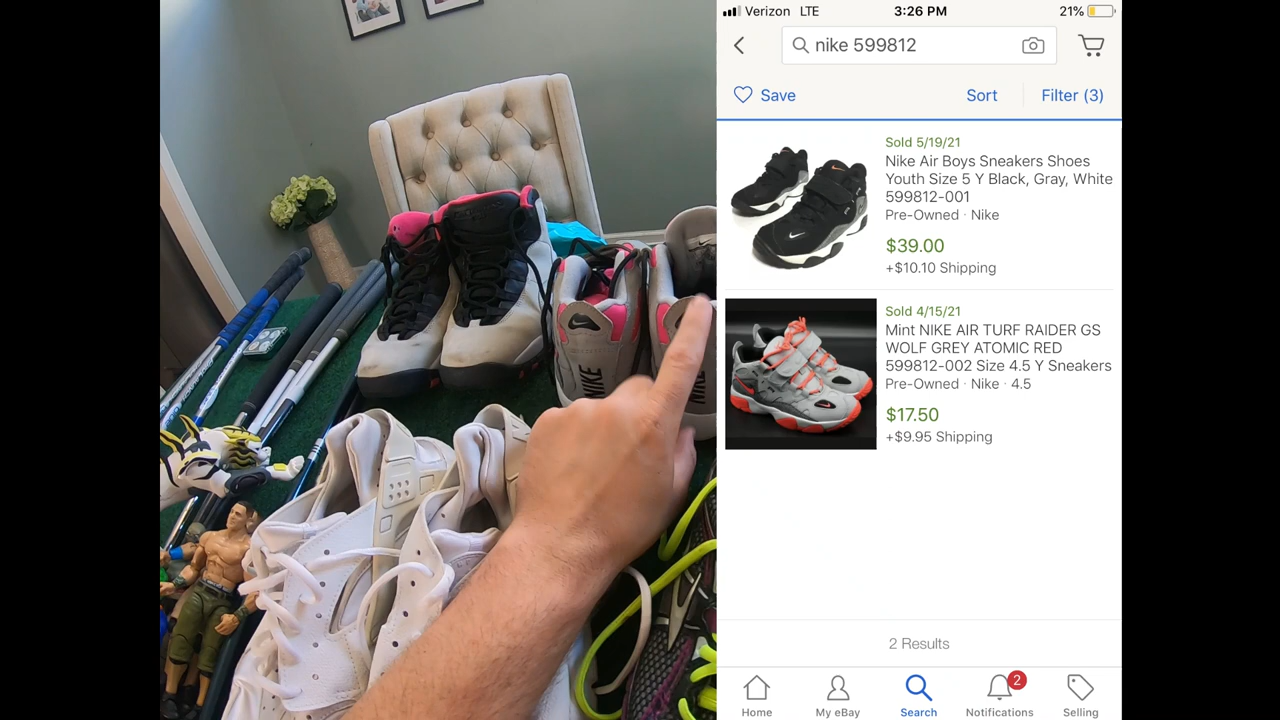 Verizon LTE 3:26 PM 21%
nike 599812
Save Sort Filter (3)
Sold 5/19/21
Nike Air Boys Sneakers Shoes
Youth Size 5 Y Black, Gray, White
599812-001
Pre-Owned · Nike
$39.00
+$10.10 Shipping
Sold 4/15/21
Mint NIKE AIR TURF RAIDER GS
WOLF GREY ATOMIC RED
599812-002 Size 4.5 Y Sneakers
Pre-Owned · Nike · 4.5
$17.50
+$9.95 Shipping
2 Results
2
Home My eBay Search Notifications Selling
NIKE
NIKE